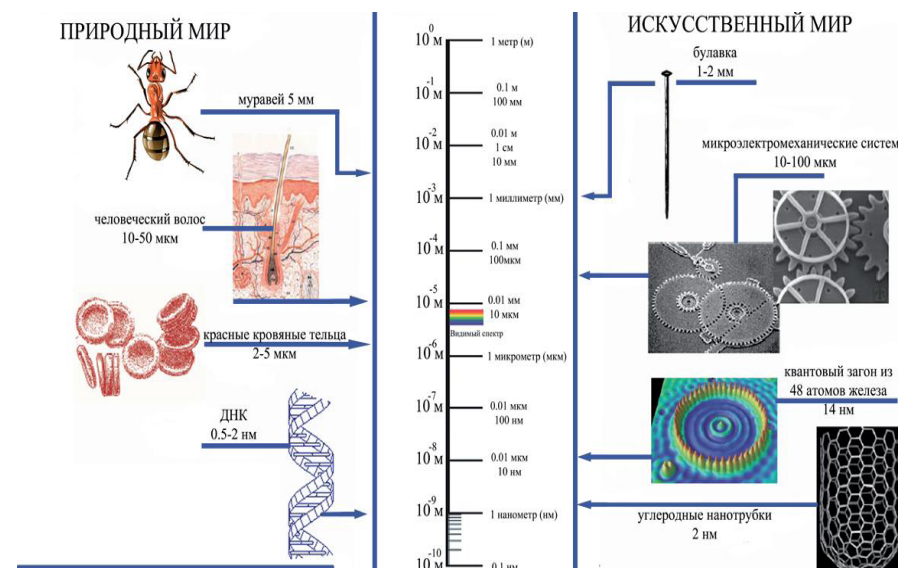 ПРИРОДНЫЙ МИР
муравей 5 мм
человеческий волос
10-50 мкм
красные кровяные тельца
2-5 мкм
ДНК
0.5-2 нм
10⁰ м
1 метр (м)
10⁻¹ м
0.1 м
100 мм
10⁻² м
0.01 м
1 см
10 мм
10⁻³ м
1 миллиметр (мм)
10⁻⁴ м
0.1 мм
100мкм
10⁻⁵ м
0.01 мм
10 мкм
Видимый спектр
10⁻⁶ м
1 микрометр (мкм)
10⁻⁷ м
0.01 мкм
100 нм
10⁻⁸ м
0.01 мкм
10 нм
10⁻⁹ м
1 нанометр (нм)
10⁻¹⁰ м
0.1 нм
ИСКУССТВЕННЫЙ МИР
булавка
1-2 мм
микроэлектромеханические систем
10-100 мкм
квантовый загон из
48 атомов железа
14 нм
углеродные нанотрубки
2 нм